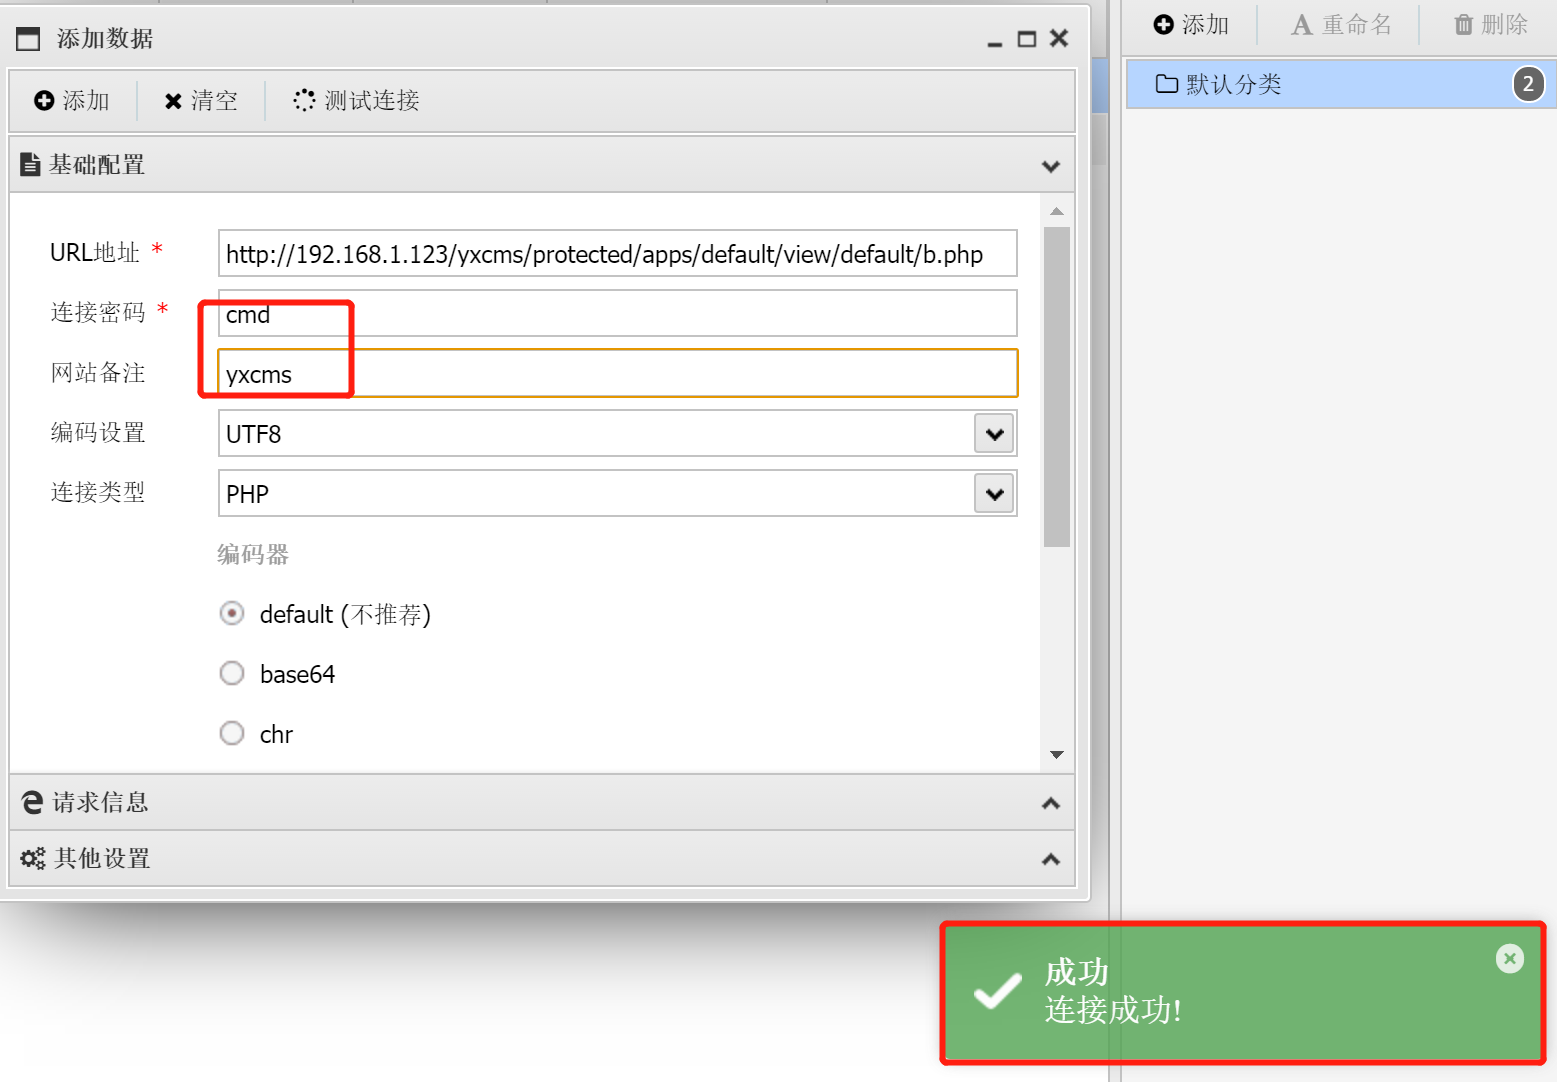 添加数据
添加 清空 测试连接
基础配置
URL地址 * http://192.168.1.123/yxcms/protected/apps/default/view/default/b.php
连接密码 * cmd
网站备注 yxcms
编码设置 UTF8
连接类型 PHP
编码器
default (不推荐)
base64
chr
请求信息
其他设置
添加 重命名 删除
默认分类 2
成功
连接成功!